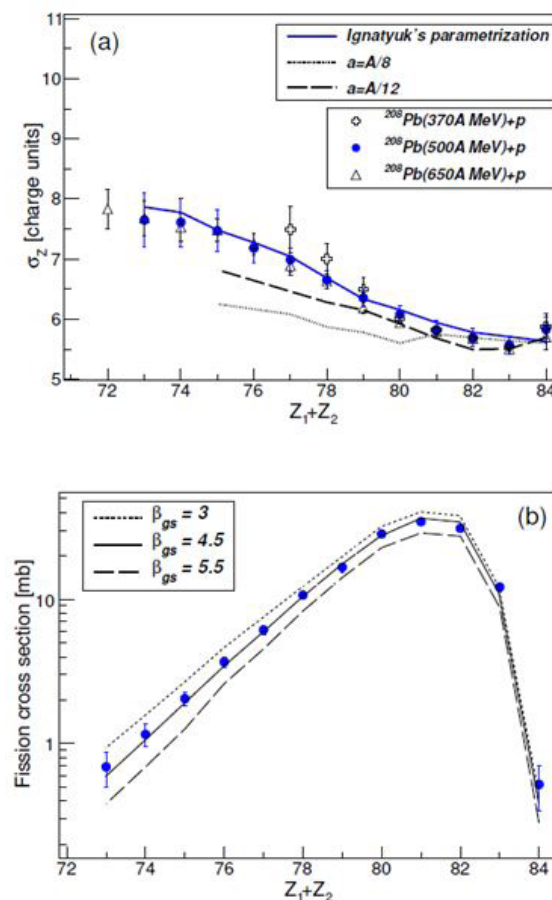 (a)
Ignatyuk's parametrization
a=A/8
a=A/12
²⁰⁸Pb(370A MeV)+p
²⁰⁸Pb(500A MeV)+p
²⁰⁸Pb(650A MeV)+p
σZ [charge units]
11
10
9
8
7
6
5
72 74 76 78 80 82 84
Z₁+Z₂
(b)
βgs = 3
βgs = 4.5
βgs = 5.5
Fission cross section [mb]
10
1
72 74 76 78 80 82 84
Z₁+Z₂